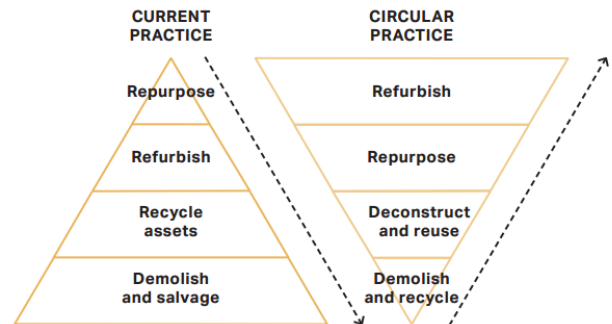 CURRENT
PRACTICE
Repurpose
Refurbish
Recycle
assets
Demolish
and salvage
CIRCULAR
PRACTICE
Refurbish
Repurpose
Deconstruct
and reuse
Demolish
and recycle